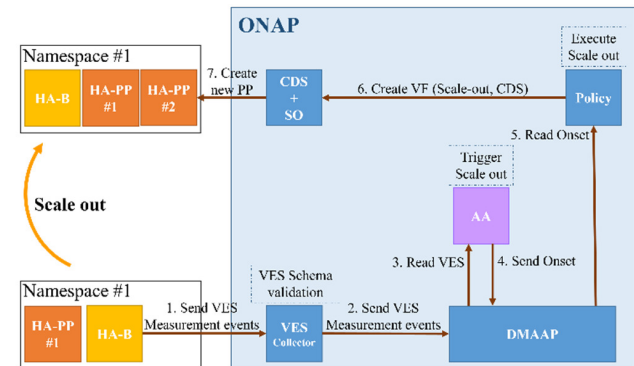 ONAP
Namespace #1
HA-B
HA-PP
#1
HA-PP
#2
7. Create
new PP
CDS
+
SO
6. Create VF (Scale-out, CDS)
Execute
Scale out
Policy
5. Read Onset
Trigger
Scale out
AA
Scale out
3. Read VES
4. Send Onset
Namespace #1
HA-PP
#1
HA-B
1. Send VES
Measurement events
VES Schema
validation
VES
Collector
2. Send VES
Measurement events
DMAAP